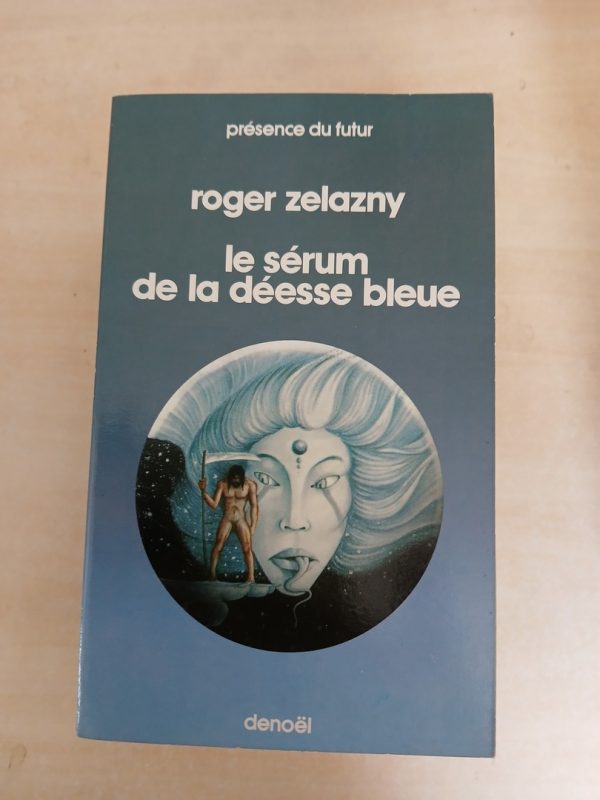 présence du futur
roger zelazny
le sérum
de la déesse bleue
denoël